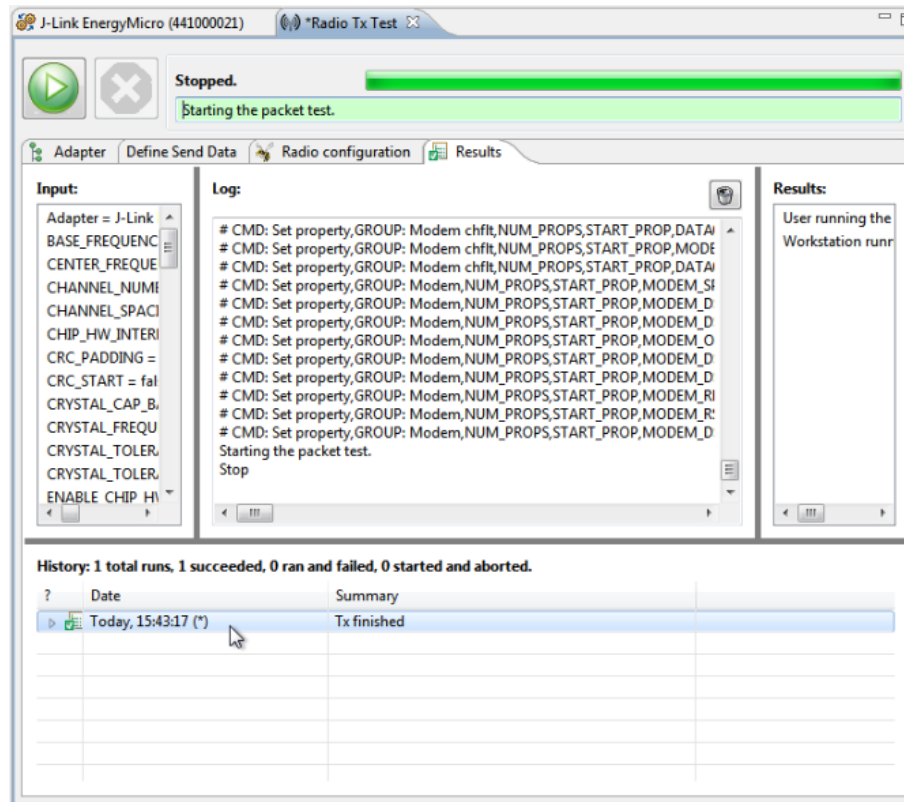 J-Link EnergyMicro (441000021) *Radio Tx Test
Stopped.
Starting the packet test.
Adapter Define Send Data Radio configuration Results
Input: Log: Results:
Adapter = J-Link
BASE_FREQUENC
CENTER_FREQUE
CHANNEL_NUME
CHANNEL_SPACI
CHIP_HW_INTERI
CRC_PADDING =
CRC_START = fal
CRYSTAL_CAP_B
CRYSTAL_FREQU
CRYSTAL_TOLER
CRYSTAL_TOLER
ENABLE CHIP H
# CMD: Set property,GROUP: Modem chflt,NUM_PROPS,START_PROP,DATA
# CMD: Set property,GROUP: Modem chflt,NUM_PROPS,START_PROP,MODE
# CMD: Set property,GROUP: Modem chflt,NUM_PROPS,START_PROP,DATA
# CMD: Set property,GROUP: Modem,NUM_PROPS,START_PROP,MODEM_S
# CMD: Set property,GROUP: Modem,NUM_PROPS,START_PROP,MODEM_D
# CMD: Set property,GROUP: Modem,NUM_PROPS,START_PROP,MODEM_D
# CMD: Set property,GROUP: Modem,NUM_PROPS,START_PROP,MODEM_O
# CMD: Set property,GROUP: Modem,NUM_PROPS,START_PROP,MODEM_D
# CMD: Set property,GROUP: Modem,NUM_PROPS,START_PROP,MODEM_D
# CMD: Set property,GROUP: Modem,NUM_PROPS,START_PROP,MODEM_R
# CMD: Set property,GROUP: Modem,NUM_PROPS,START_PROP,MODEM_R
# CMD: Set property,GROUP: Modem,NUM_PROPS,START_PROP,MODEM_D
Starting the packet test.
Stop
User running the
Workstation runr
History: 1 total runs, 1 succeeded, 0 ran and failed, 0 started and aborted.
? Date Summary
Today, 15:43:17 (*) Tx finished